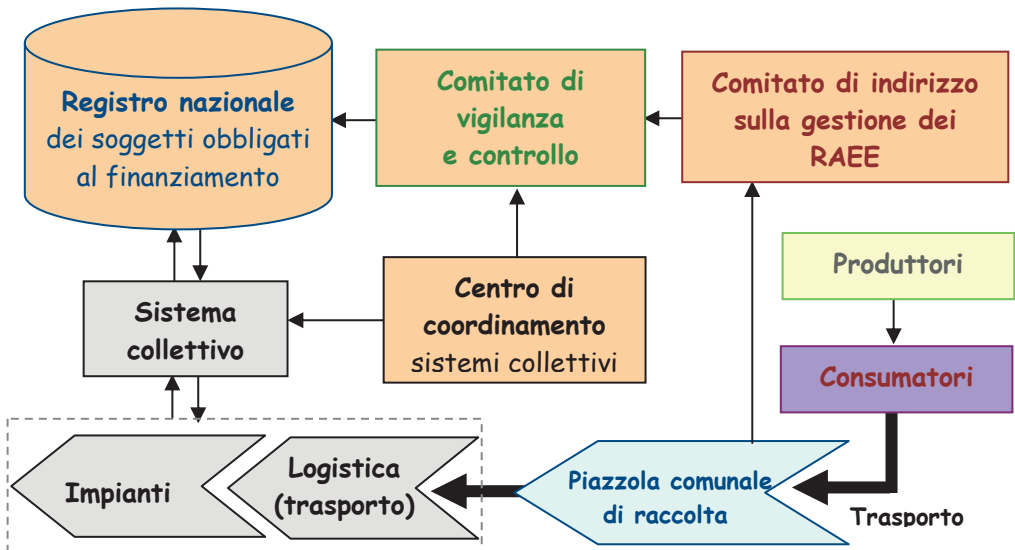 Registro nazionale
dei soggetti obbligati
al finanziamento
Comitato di
vigilanza
e controllo
Comitato di indirizzo
sulla gestione dei
RAEE
Produttori
Centro di
coordinamento
sistemi collettivi
Sistema
collettivo
Consumatori
Impianti
Logistica
(trasporto)
Piazzola comunale
di raccolta
Trasporto